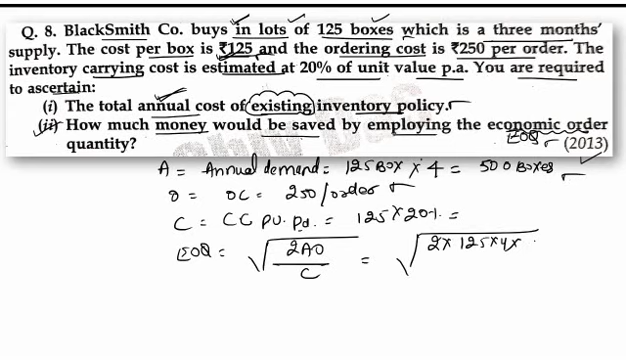 Q. 8. BlackSmith Co. buys in lots of 125 boxes which is a three months'
supply. The cost per box is ₹125 and the ordering cost is ₹250 per order. The
inventory carrying cost is estimated at 20% of unit value p.a. You are required
to ascertain:
(i) The total annual cost of existing inventory policy.
(ii) How much money would be saved by employing the economic order
quantity? EOQ (2013)
A = Annual demand = 125 Box x 4 = 500 Boxes
O = OC = 250/order
C = CC PU. Pa. = 125 x 20% =
EOQ = √2AO/C = √2x 125x4x